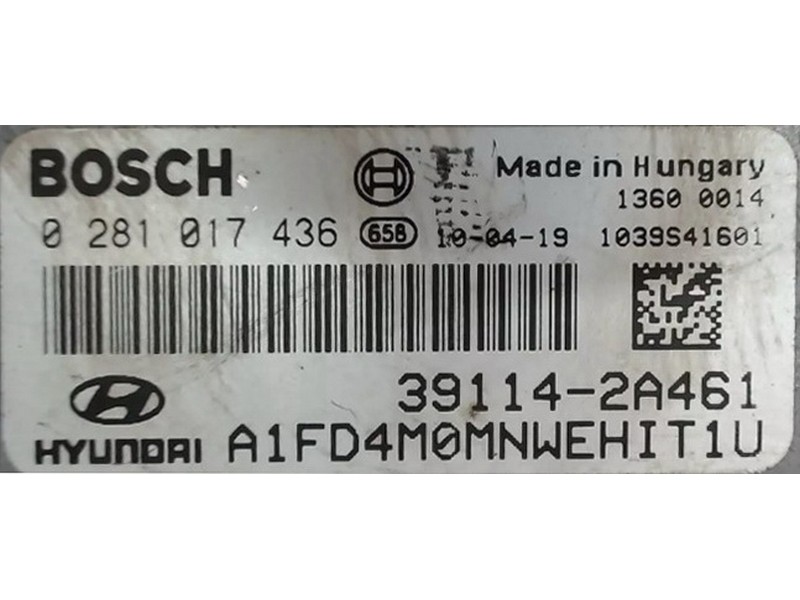 BOSCH Made in Hungary
1360 0014
0 281 017 436 658 10-04-19 1039S41601
39114-2A461
HYUNDAI A1FD4M0MNWEHIT1U